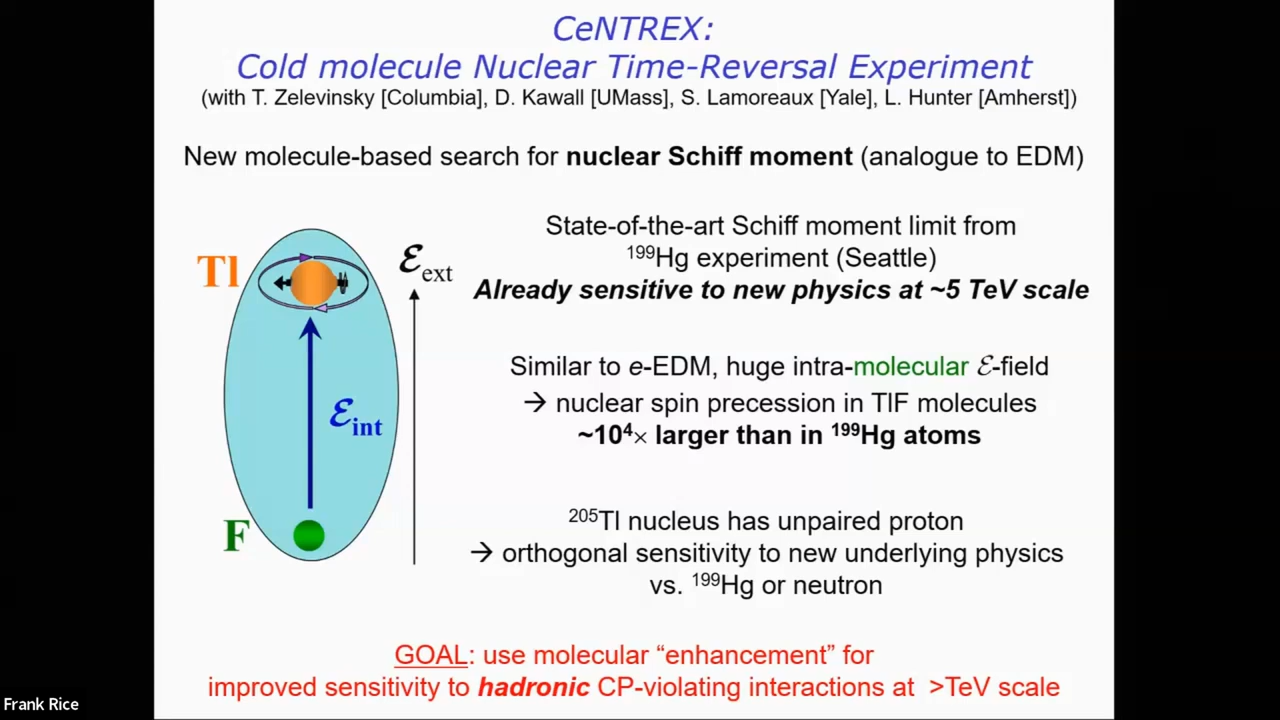 CeNTREX:
Cold molecule Nuclear Time-Reversal Experiment
(with T. Zelevinsky [Columbia], D. Kawall [UMass], S. Lamoreaux [Yale], L. Hunter [Amherst])
New molecule-based search for nuclear Schiff moment (analogue to EDM)
State-of-the-art Schiff moment limit from
¹⁹⁹Hg experiment (Seattle)
Already sensitive to new physics at ~5 TeV scale
Tl
ℰext
Similar to e-EDM, huge intra-molecular ℰ-field
→ nuclear spin precession in TlF molecules
~10⁴× larger than in ¹⁹⁹Hg atoms
ℰint
F
²⁰⁵Tl nucleus has unpaired proton
→ orthogonal sensitivity to new underlying physics
vs. ¹⁹⁹Hg or neutron
GOAL: use molecular “enhancement” for
improved sensitivity to hadronic CP-violating interactions at >TeV scale
Frank Rice